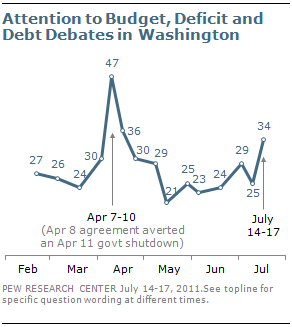 Attention to Budget, Deficit and
Debt Debates in Washington
47
36
34
30
30
29
29
27
26
24
25
23
24
25
21
Apr 7-10
(Apr 8 agreement averted
an Apr 11 govt shutdown)
July
14-17
Feb Mar Apr May Jun Jul
PEW RESEARCH CENTER July 14-17, 2011.See topline for
specific question wording at different times.